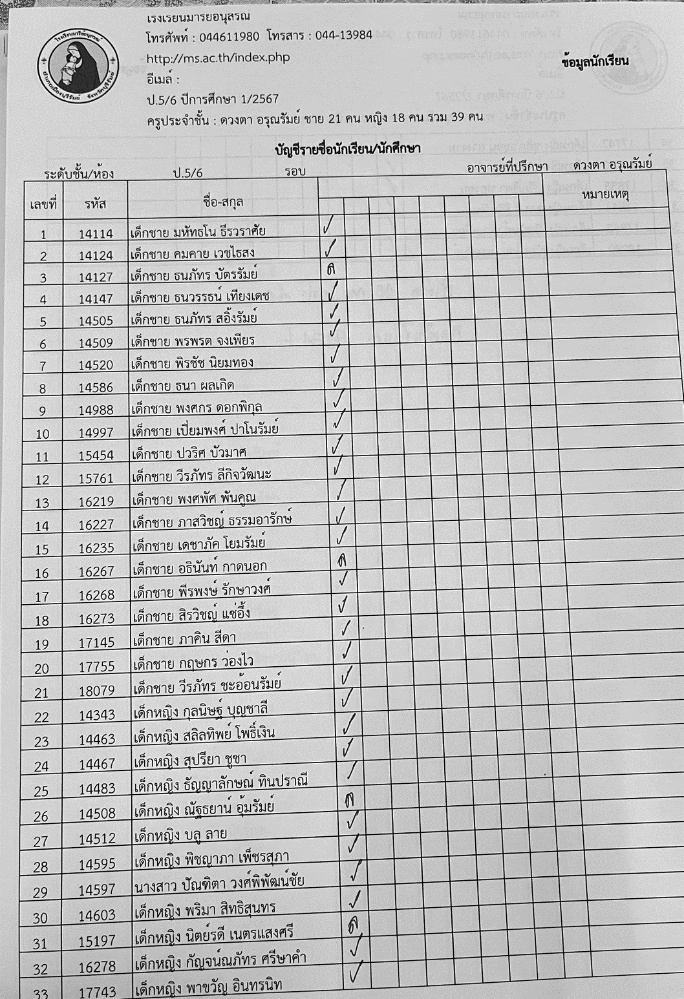 โรงเรียนมารีย์อนุสรณ์
อำเภอเมืองบุรีรัมย์ จังหวัดบุรีรัมย์
เรงเรยนมารยอนุสรณ
โทรศัพท์ : 044611980 โทรสาร : 044-13984
http://ms.ac.th/index.php
ข้อมูลนักเรียน
อีเมล์ :
ป.5/6 ปีการศึกษา 1/2567
ครูประจำชั้น : ดวงตา อรุณรัมย์ ชาย 21 คน หญิง 18 คน รวม 39 คน
บัญชีรายชื่อนักเรียน/นักศึกษา
ระดับชั้น/ห้อง ป.5/6 รอบ อาจารย์ที่ปรึกษา ดวงตา อรุณรัมย์
เลขที่ รหัส ชื่อ-สกุล หมายเหตุ
1 14114 เด็กชาย มหัทธโน ธีรวราศัย ✓
2 14124 เด็กชาย คมคาย เวชไธสง ✓
3 14127 เด็กชาย ธนภัทร บัตรรัมย์ ล
4 14147 เด็กชาย ธนวรรธน์ เทียงเดช ✓
5 14505 เด็กชาย ธนภัทร สอิ้งรัมย์ ✓
6 14509 เด็กชาย พรพรต จงเพียร ✓
7 14520 เด็กชาย พิรชัช นิยมทอง ✓
8 14586 เด็กชาย ธนา ผลเกิด ✓
9 14988 เด็กชาย พงศกร ดอกพิกุล ✓
10 14997 เด็กชาย เปี่ยมพงศ์ ปาโนรัมย์ ✓
11 15454 เด็กชาย ปวริศ บัวมาศ ✓
12 15761 เด็กชาย วีรภัทร ลีกิจวัฒนะ ✓
13 16219 เด็กชาย พงศพัศ พันคูณ ✓
14 16227 เด็กชาย ภาสวิชญ์ ธรรมอารักษ์ ✓
15 16235 เด็กชาย เดชาภัค โยมรัมย์ ✓
16 16267 เด็กชาย อธินันท์ กาดนอก ล
17 16268 เด็กชาย พีรพงษ์ รักษาวงศ์ ✓
18 16273 เด็กชาย สิรวิชญ์ แซ่อึ้ง ✓
19 17145 เด็กชาย ภาคิน สีดา ✓
20 17755 เด็กชาย กฤษกร ว่องไว ✓
21 18079 เด็กชาย วีรภัทร ชะอ้อนรัมย์ ✓
22 14343 เด็กหญิง กุลนิษฐ์ บุญชาลี ✓
23 14463 เด็กหญิง สลิลทิพย์ โพธิ์เงิน ✓
24 14467 เด็กหญิง สุปรียา ชูชา ✓
25 14483 เด็กหญิง ธัญญาลักษณ์ ทินปราณี ✓
26 14508 เด็กหญิง ณัฐธยาน์ อุ้มรัมย์ ล
27 14512 เด็กหญิง บลู ลาย ✓
28 14595 เด็กหญิง พิชญาภา เพ็ชรสุภา ✓
29 14597 นางสาว ปัณฑิตา วงศ์พิพัฒน์ชัย ✓
30 14603 เด็กหญิง พริมา สิทธิสุนทร ✓
31 15197 เด็กหญิง นิตย์รดี เนตรแสงศรี ล
32 16278 เด็กหญิง กัญจน์ณภัทร ศรีษาคำ ✓
33 17743 เด็กหญิง พาขวัญ อินทรนิท ✓